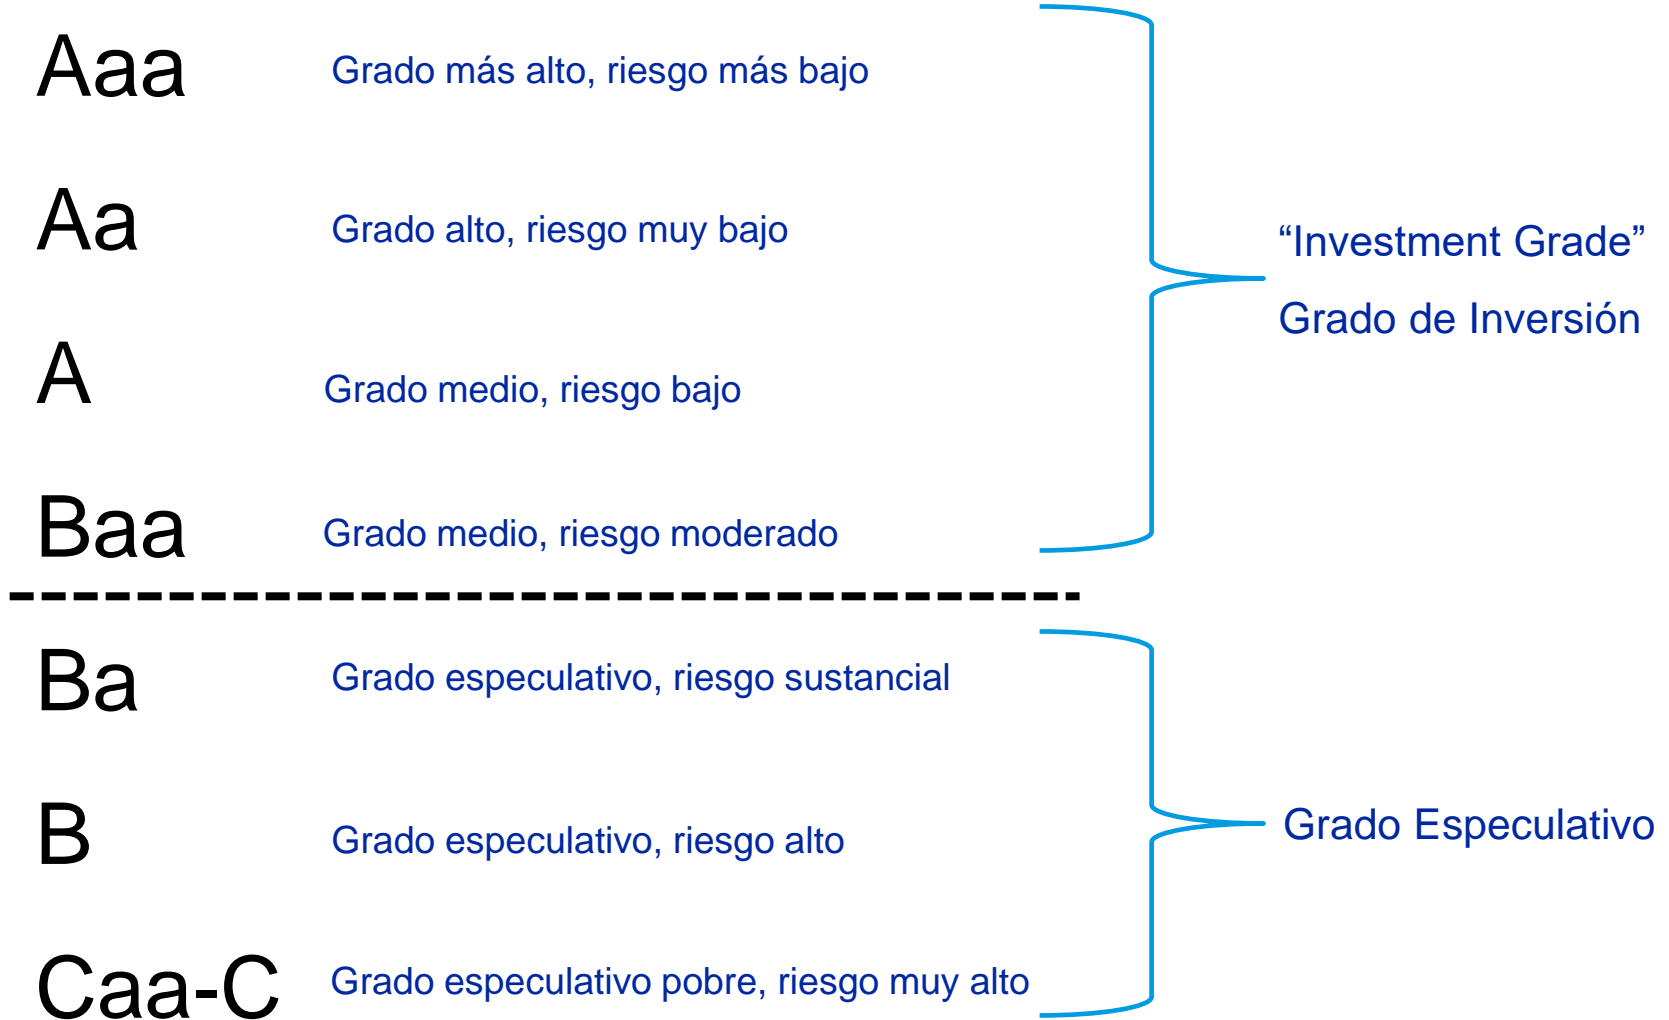 Aaa
Grado más alto, riesgo más bajo
Aa
Grado alto, riesgo muy bajo
“Investment Grade”
Grado de Inversión
A
Grado medio, riesgo bajo
Baa
Grado medio, riesgo moderado
Ba
Grado especulativo, riesgo sustancial
B
Grado especulativo, riesgo alto
Grado Especulativo
Caa-C
Grado especulativo pobre, riesgo muy alto